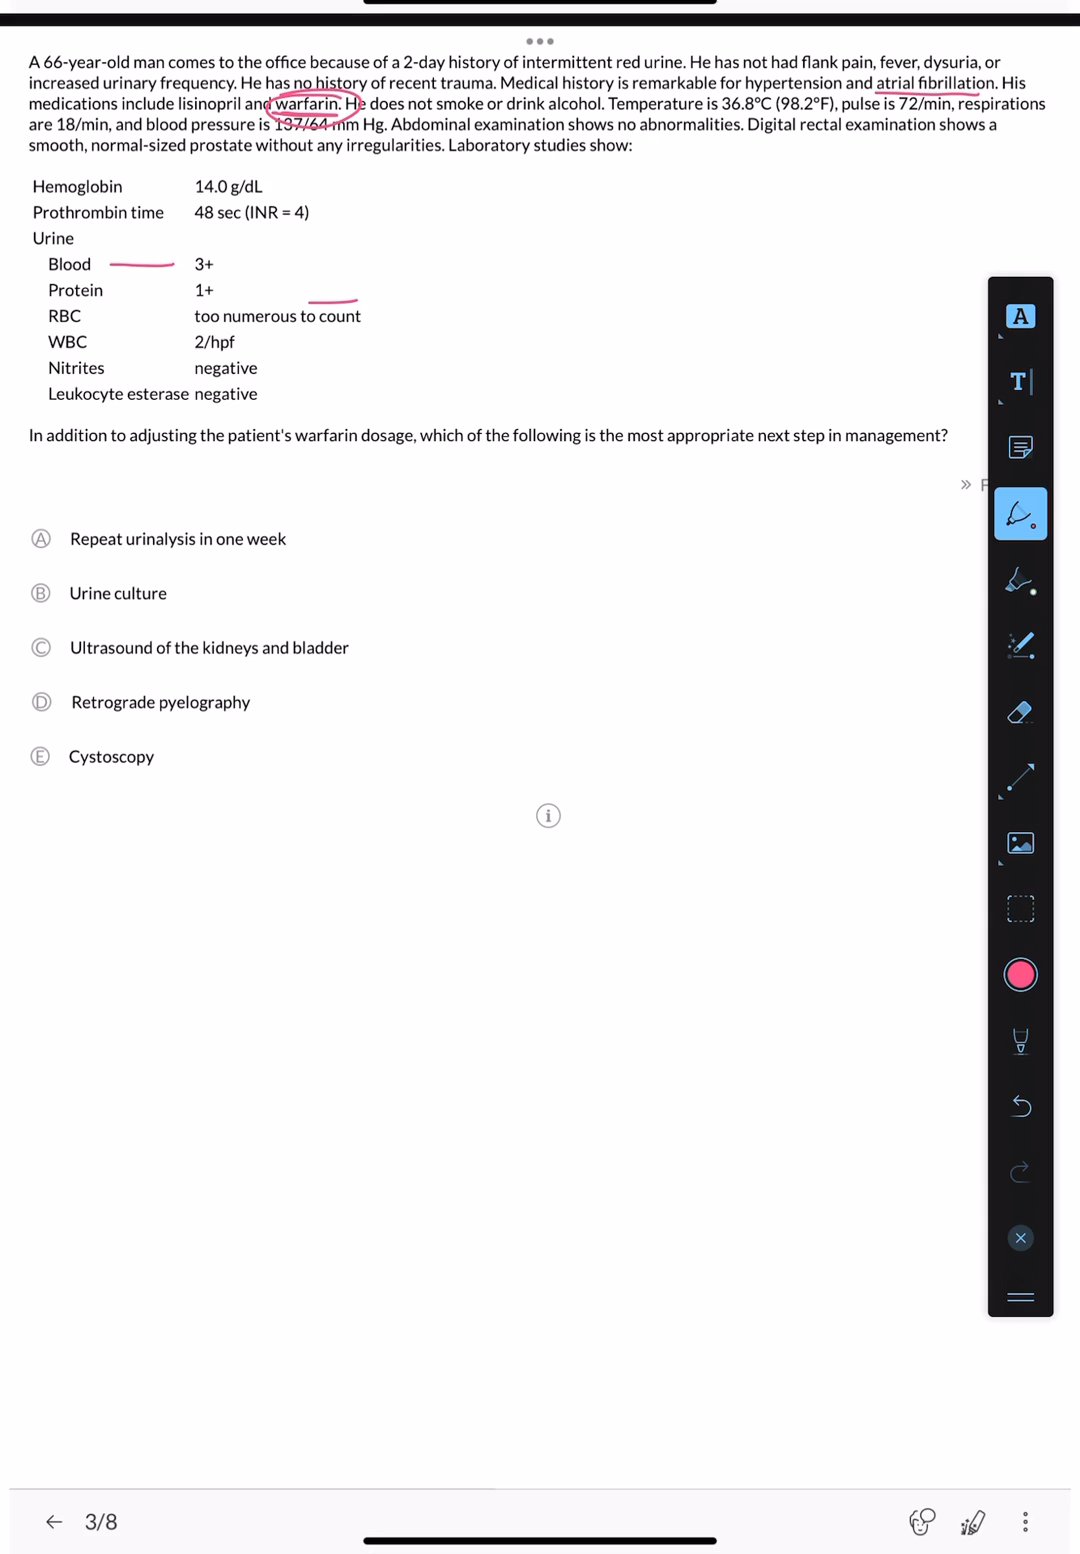 A 66-year-old man comes to the office because of a 2-day history of intermittent red urine. He has not had flank pain, fever, dysuria, or
increased urinary frequency. He has no history of recent trauma. Medical history is remarkable for hypertension and atrial fibrillation. His
medications include lisinopril and warfarin. He does not smoke or drink alcohol. Temperature is 36.8°C (98.2°F), pulse is 72/min, respirations
are 18/min, and blood pressure is 137/64 mm Hg. Abdominal examination shows no abnormalities. Digital rectal examination shows a
smooth, normal-sized prostate without any irregularities. Laboratory studies show:
Hemoglobin 14.0 g/dL
Prothrombin time 48 sec (INR = 4)
Urine
Blood 3+
Protein 1+
RBC too numerous to count
WBC 2/hpf
Nitrites negative
Leukocyte esterase negative
In addition to adjusting the patient's warfarin dosage, which of the following is the most appropriate next step in management?
» F
A Repeat urinalysis in one week
B Urine culture
C Ultrasound of the kidneys and bladder
D Retrograde pyelography
E Cystoscopy
i
A
T
3/8